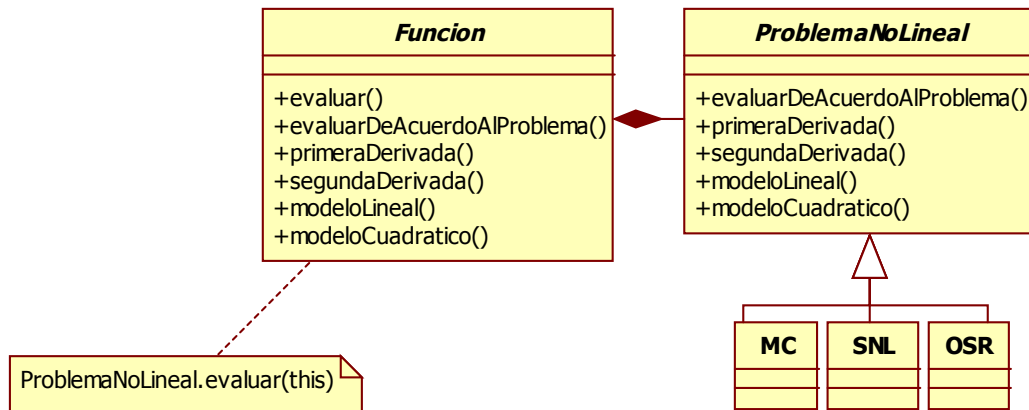 Funcion
+evaluar()
+evaluarDeAcuerdoAlProblema()
+primeraDerivada()
+segundaDerivada()
+modeloLineal()
+modeloCuadratico()
ProblemaNoLineal
+evaluarDeAcuerdoAlProblema()
+primeraDerivada()
+segundaDerivada()
+modeloLineal()
+modeloCuadratico()
ProblemaNoLineal.evaluar(this)
MC
SNL
OSR